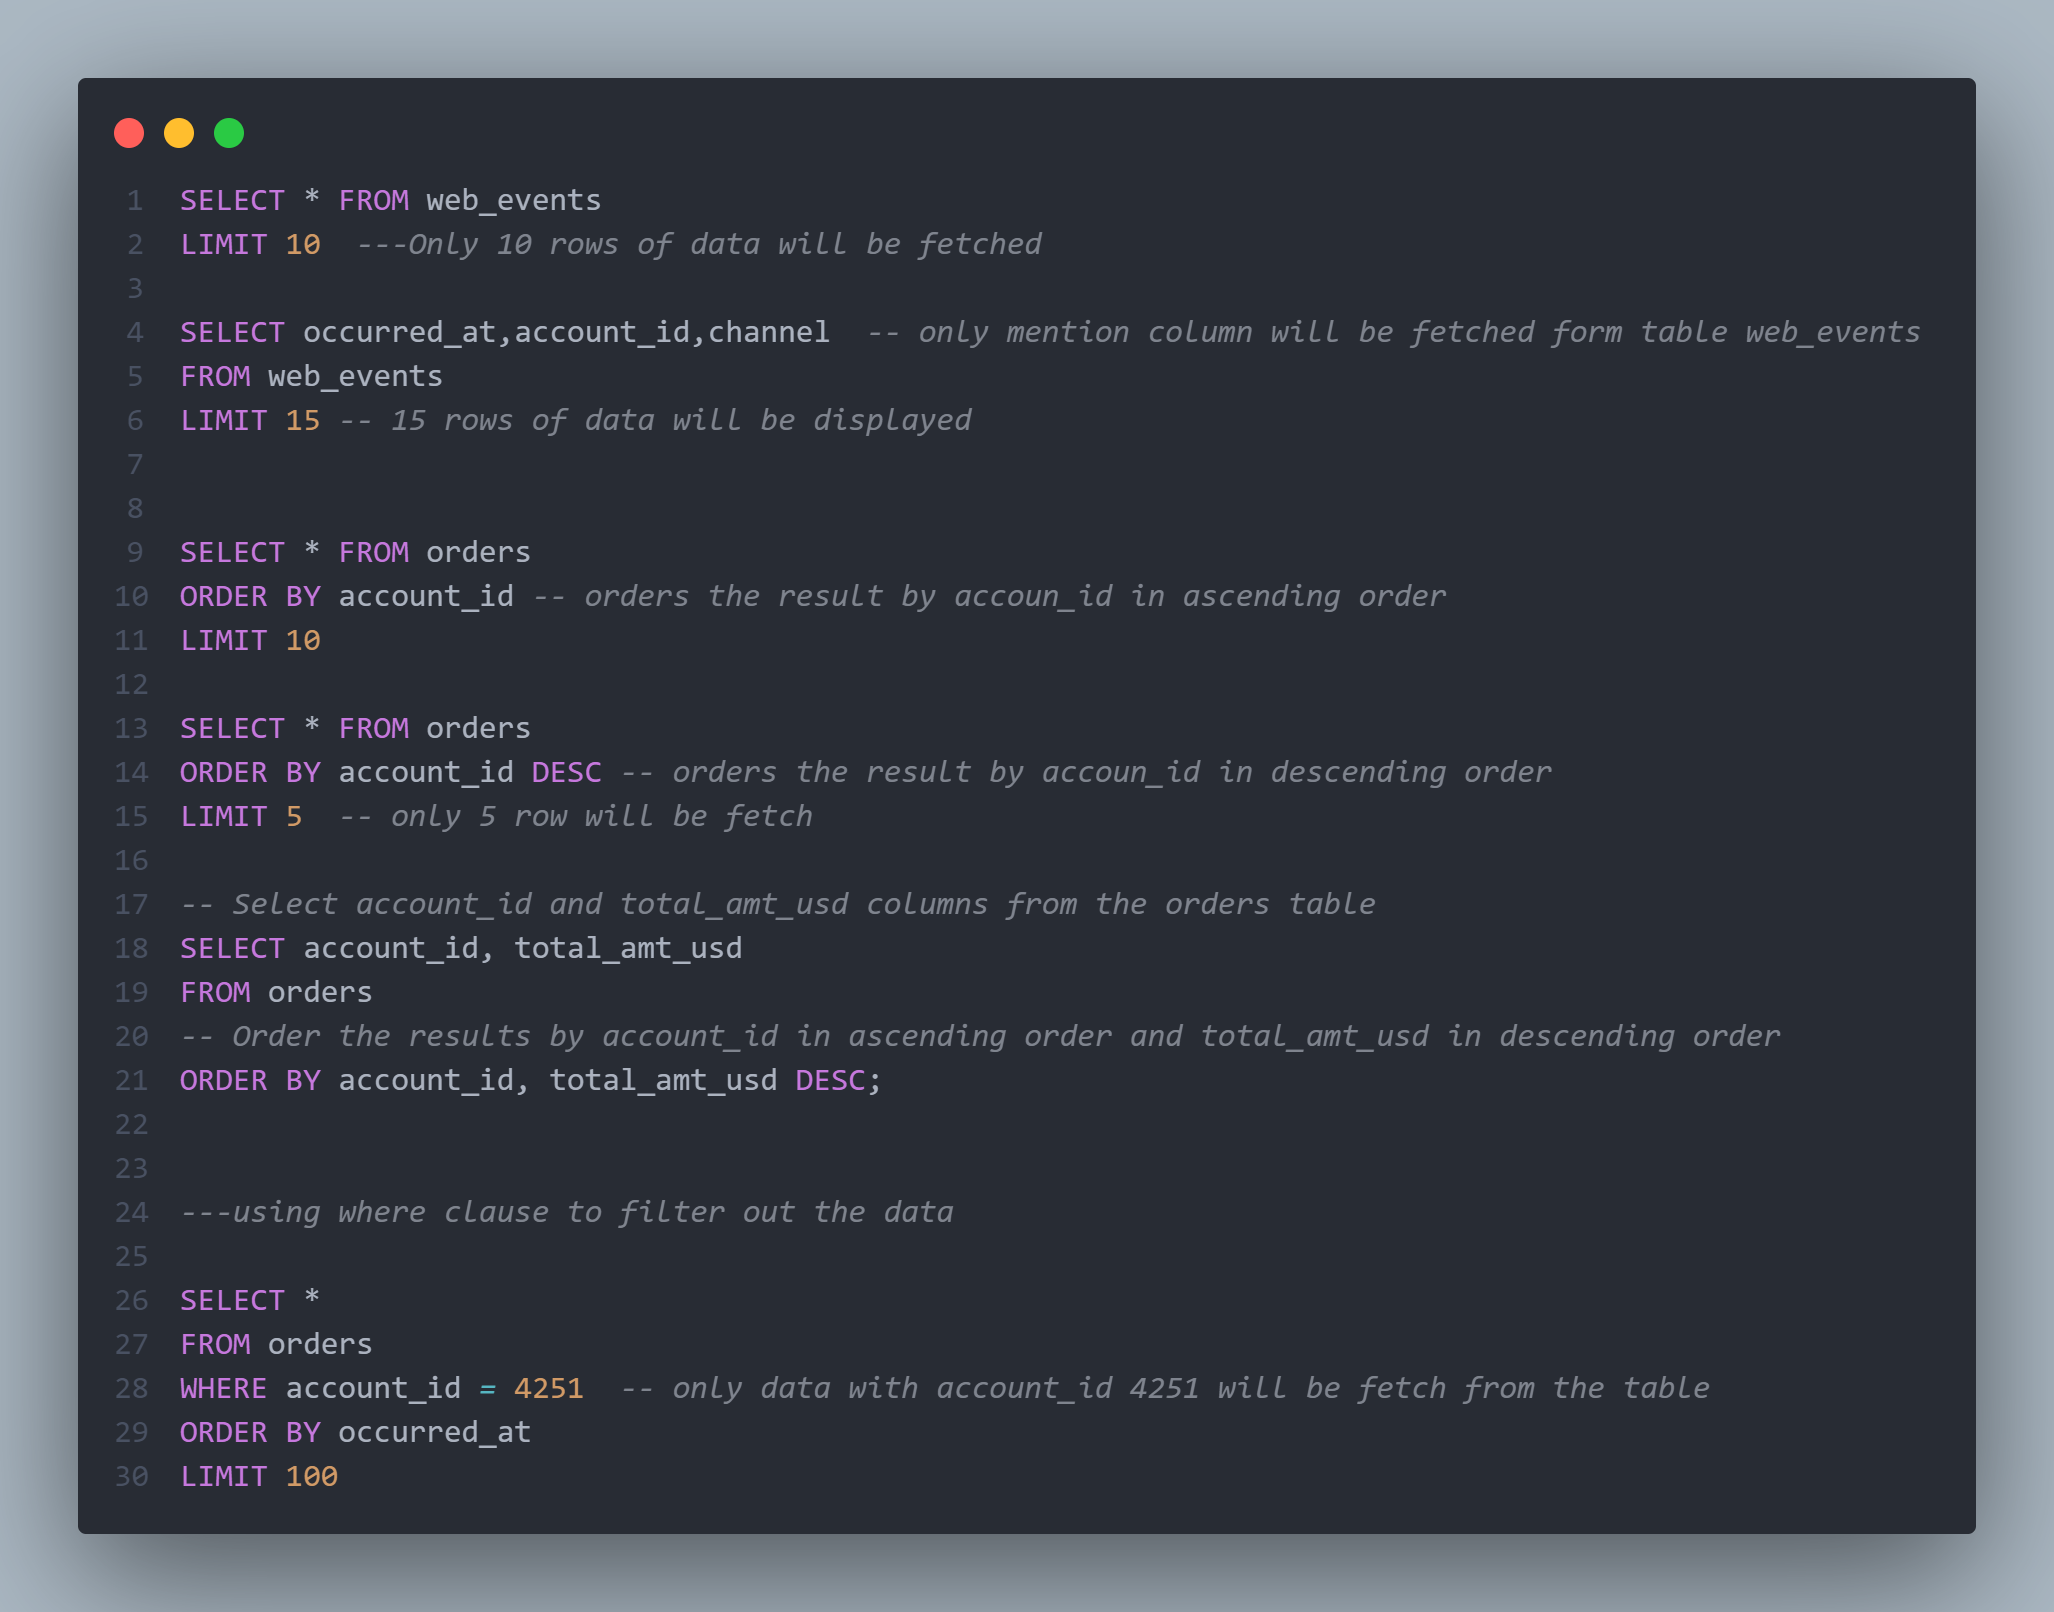 1 SELECT * FROM web_events
2 LIMIT 10  ---Only 10 rows of data will be fetched
3
4 SELECT occurred_at,account_id,channel  -- only mention column will be fetched form table web_events
5 FROM web_events
6 LIMIT 15 -- 15 rows of data will be displayed
7
8
9 SELECT * FROM orders
10 ORDER BY account_id -- orders the result by accoun_id in ascending order
11 LIMIT 10
12
13 SELECT * FROM orders
14 ORDER BY account_id DESC -- orders the result by accoun_id in descending order
15 LIMIT 5  -- only 5 row will be fetch
16
17 -- Select account_id and total_amt_usd columns from the orders table
18 SELECT account_id, total_amt_usd
19 FROM orders
20 -- Order the results by account_id in ascending order and total_amt_usd in descending order
21 ORDER BY account_id, total_amt_usd DESC;
22
23
24 ---using where clause to filter out the data
25
26 SELECT *
27 FROM orders
28 WHERE account_id = 4251  -- only data with account_id 4251 will be fetch from the table
29 ORDER BY occurred_at
30 LIMIT 100